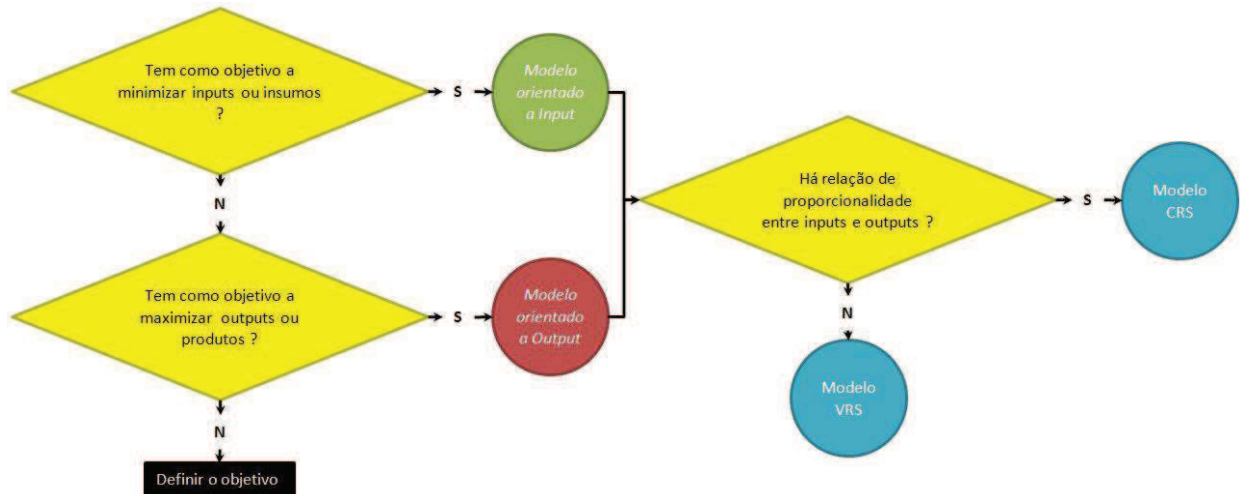 Tem como objetivo a
minimizar inputs ou insumos
?
S
Modelo
orientado
a Input
N
Tem como objetivo a
maximizar outputs ou
produtos ?
S
Modelo
orientado
a Output
N
Definir o objetivo
Há relação de
proporcionalidade
entre inputs e outputs ?
S
Modelo
CRS
N
Modelo
VRS